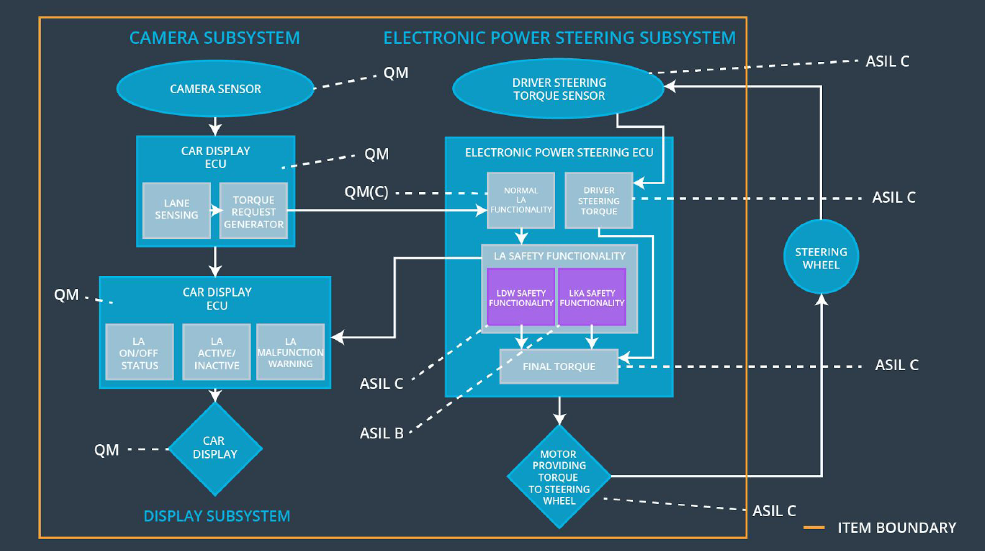 CAMERA SUBSYSTEM
ELECTRONIC POWER STEERING SUBSYSTEM
CAMERA SENSOR
QM
DRIVER STEERING
TORQUE SENSOR
ASIL C
CAR DISPLAY
ECU
QM
LANE
SENSING
TORQUE
REQUEST
GENERATOR
QM(C)
ELECTRONIC POWER STEERING ECU
NORMAL
LA
FUNCTIONALITY
DRIVER
STEERING
TORQUE
ASIL C
LA SAFETY FUNCTIONALITY
LDW SAFETY
FUNCTIONALITY
LKA SAFETY
FUNCTIONALITY
STEERING
WHEEL
QM
CAR DISPLAY
ECU
LA
ON/OFF
STATUS
LA
ACTIVE/
INACTIVE
LA
MALFUNCTION
WARNING
FINAL TORQUE
ASIL C
ASIL C
ASIL B
QM
CAR
DISPLAY
MOTOR
PROVIDING
TORQUE
TO STEERING
WHEEL
ASIL C
DISPLAY SUBSYSTEM
ITEM BOUNDARY